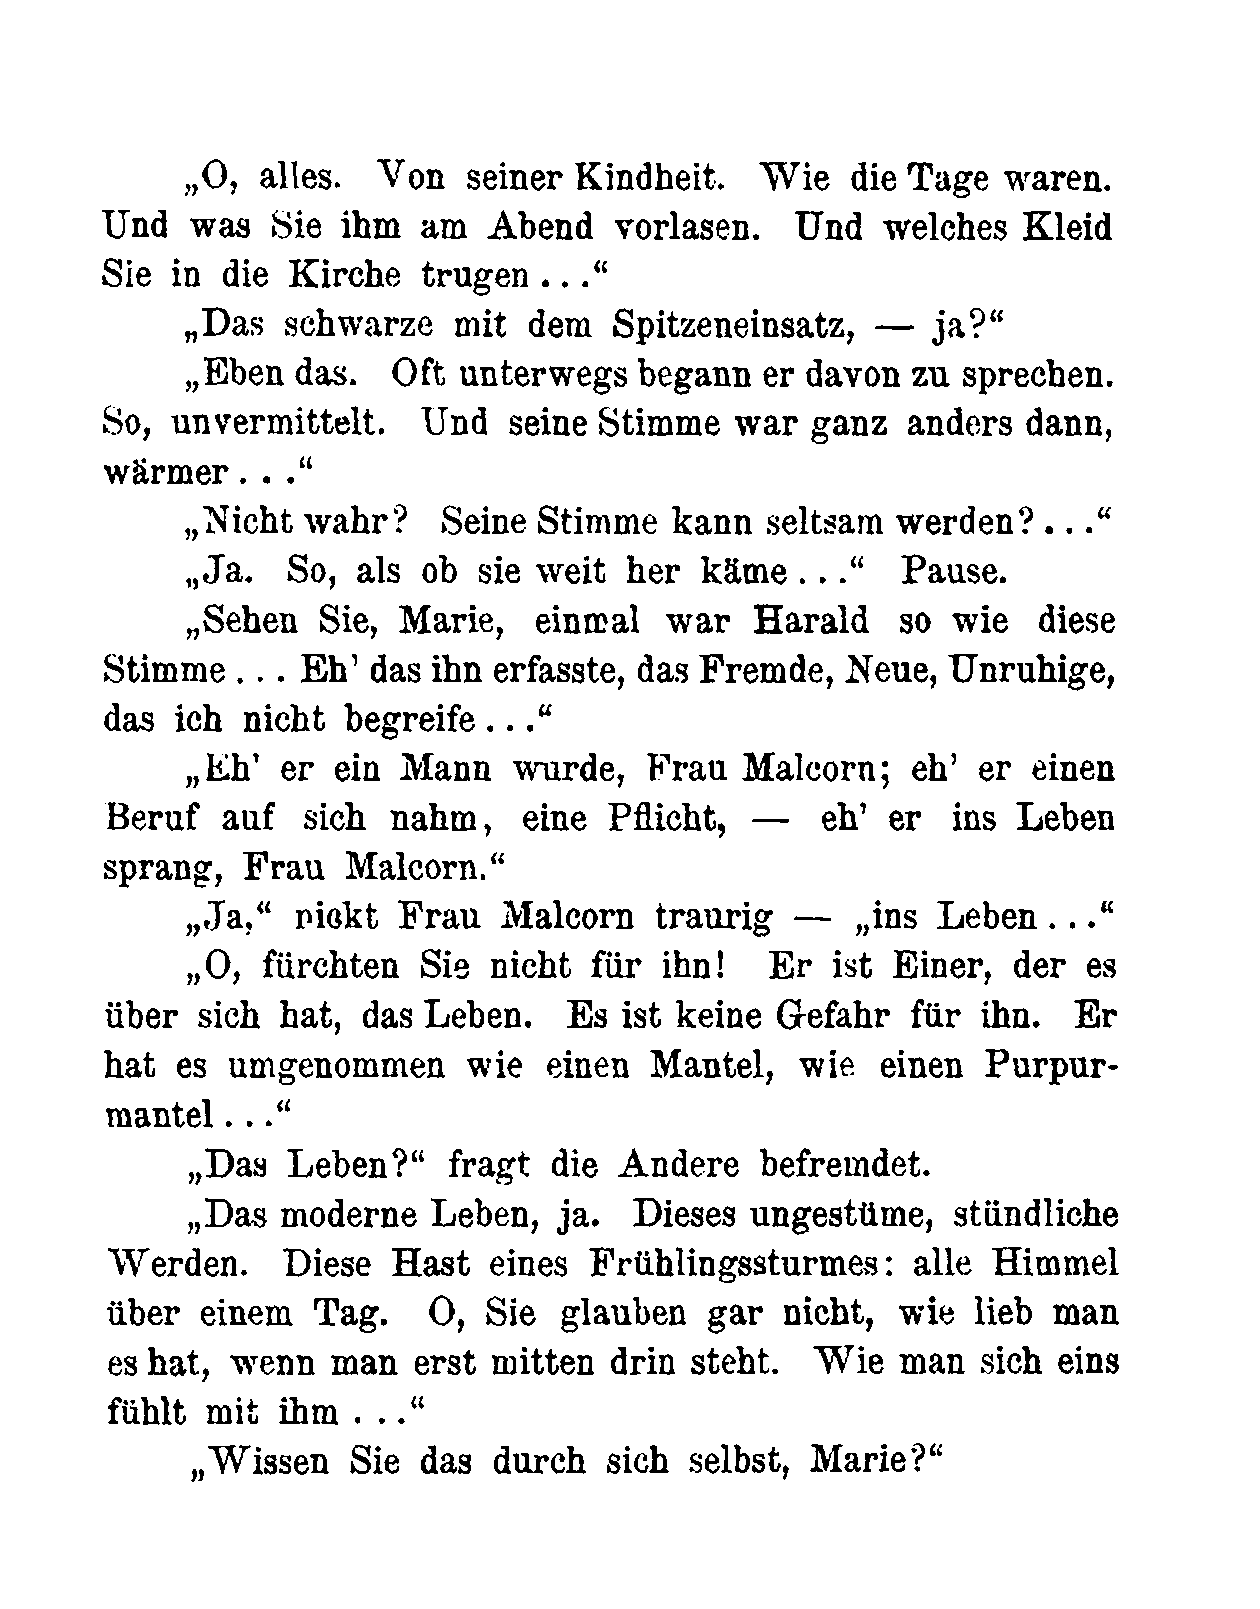 „O, alles. Von seiner Kindheit. Wie die Tage waren.
Und was Sie ihm am Abend vorlasen. Und welches Kleid
Sie in die Kirche trugen . . .“
„Das schwarze mit dem Spitzeneinsatz, — ja?“
„Eben das. Oft unterwegs begann er davon zu sprechen.
So, unvermittelt. Und seine Stimme war ganz anders dann,
wärmer . . .“
„Nicht wahr? Seine Stimme kann seltsam werden? . . .“
„Ja. So, als ob sie weit her käme . . .“ Pause.
„Sehen Sie, Marie, einmal war Harald so wie diese
Stimme . . . Eh' das ihn erfasste, das Fremde, Neue, Unruhige,
das ich nicht begreife . . .“
„Eh' er ein Mann wurde, Frau Malcorn; eh' er einen
Beruf auf sich nahm, eine Pflicht, — eh' er ins Leben
sprang, Frau Malcorn.“
„Ja,“ nickt Frau Malcorn traurig — „ins Leben . . .“
„O, fürchten Sie nicht für ihn! Er ist Einer, der es
über sich hat, das Leben. Es ist keine Gefahr für ihn. Er
hat es umgenommen wie einen Mantel, wie einen Purpur-
mantel . . .“
„Das Leben?“ fragt die Andere befremdet.
„Das moderne Leben, ja. Dieses ungestüme, stündliche
Werden. Diese Hast eines Frühlingssturmes: alle Himmel
über einem Tag. O, Sie glauben gar nicht, wie lieb man
es hat, wenn man erst mitten drin steht. Wie man sich eins
fühlt mit ihm . . .“
„Wissen Sie das durch sich selbst, Marie?“